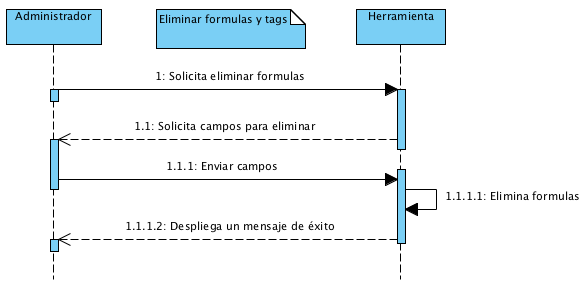 Administrador
Eliminar formulas y tags
Herramienta
1: Solicita eliminar formulas
1.1: Solicita campos para eliminar
1.1.1: Enviar campos
1.1.1.1: Elimina formulas
1.1.1.2: Despliega un mensaje de éxito